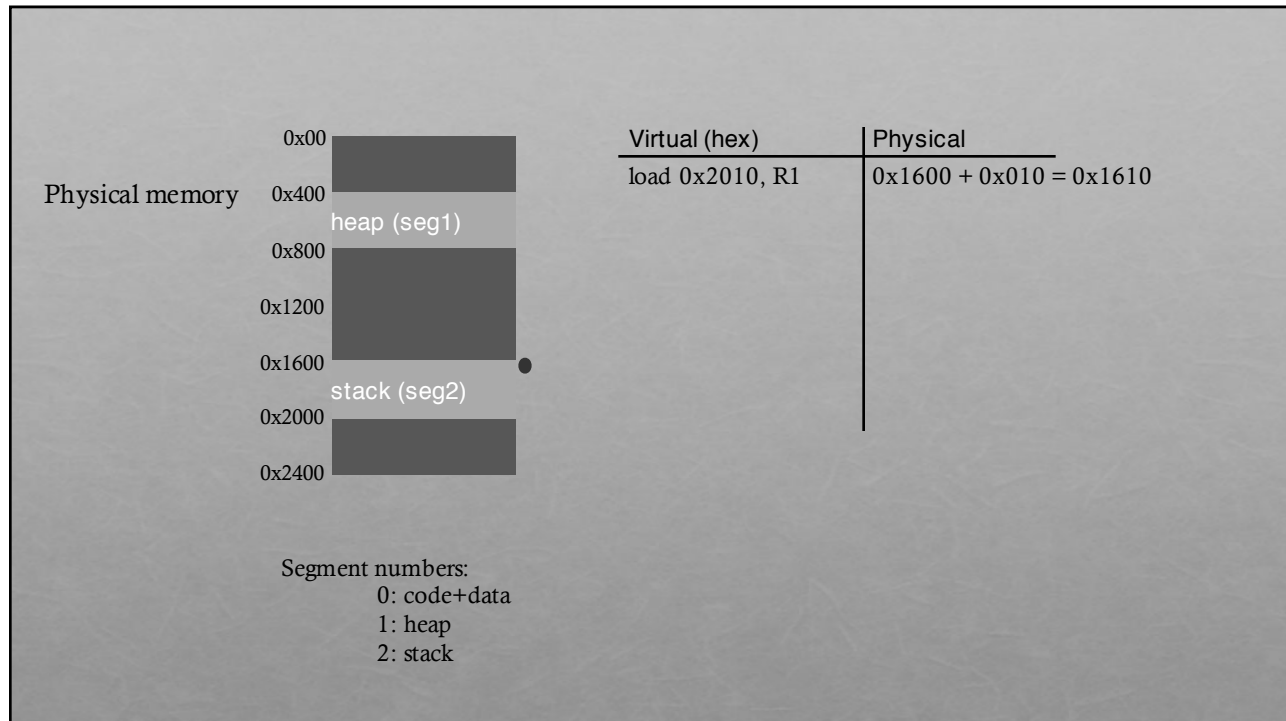 0x00
Physical memory
0x400
heap (seg1)
0x800
0x1200
0x1600
stack (seg2)
0x2000
0x2400
Virtual (hex) Physical
load 0x2010, R1 0x1600 + 0x010 = 0x1610
Segment numbers:
0: code+data
1: heap
2: stack